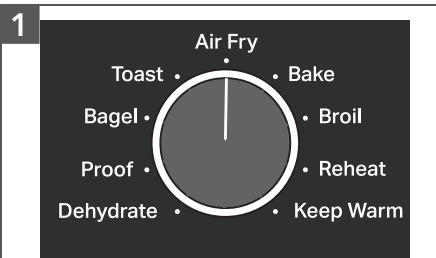 1
Air Fry
Toast Bake
Bagel Broil
Proof Reheat
Dehydrate Keep Warm